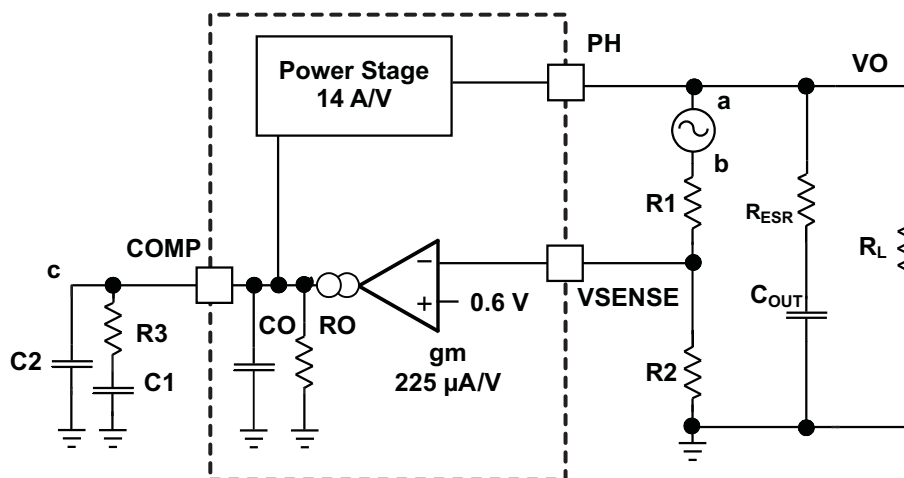 PH
Power Stage
14 A/V
VO
a
b
R1
RESR
COMP
RL
c
VSENSE
0.6 V
COUT
CO
RO
R3
C2
C1
gm
225 µA/V
R2
−
+